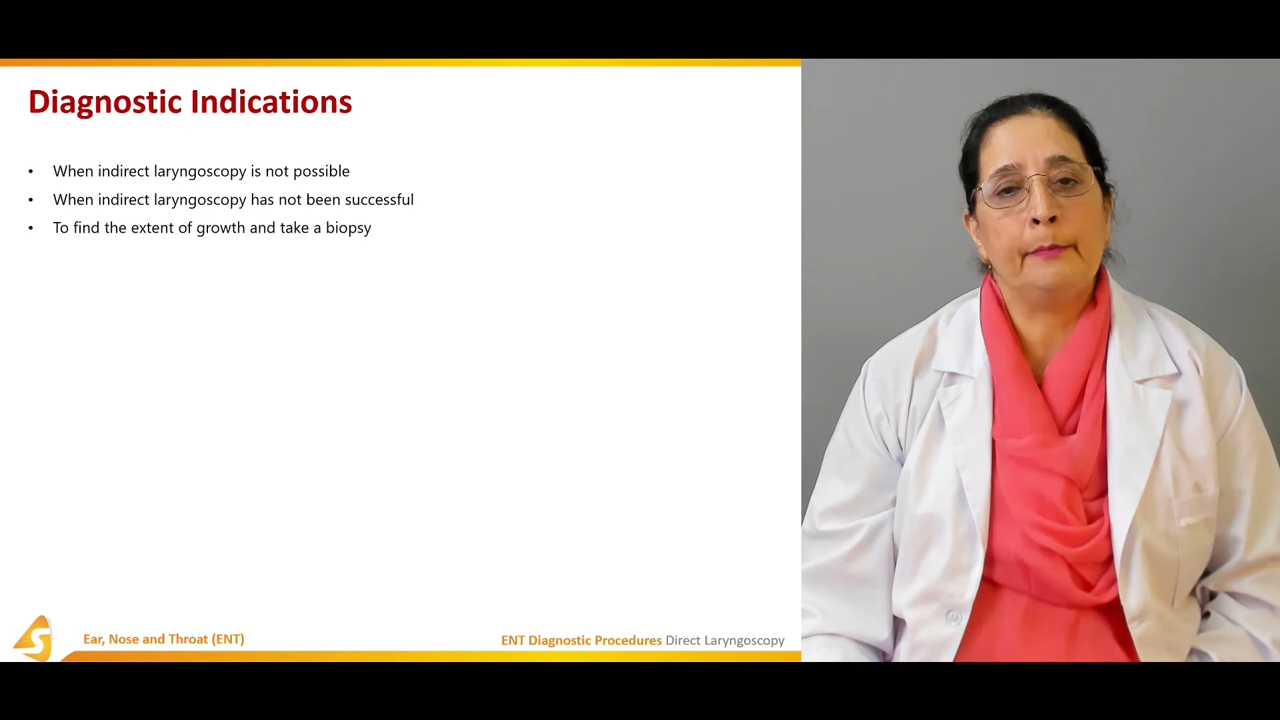 Diagnostic Indications
• When indirect laryngoscopy is not possible
• When indirect laryngoscopy has not been successful
• To find the extent of growth and take a biopsy
Ear, Nose and Throat (ENT)
ENT Diagnostic Procedures Direct Laryngoscopy